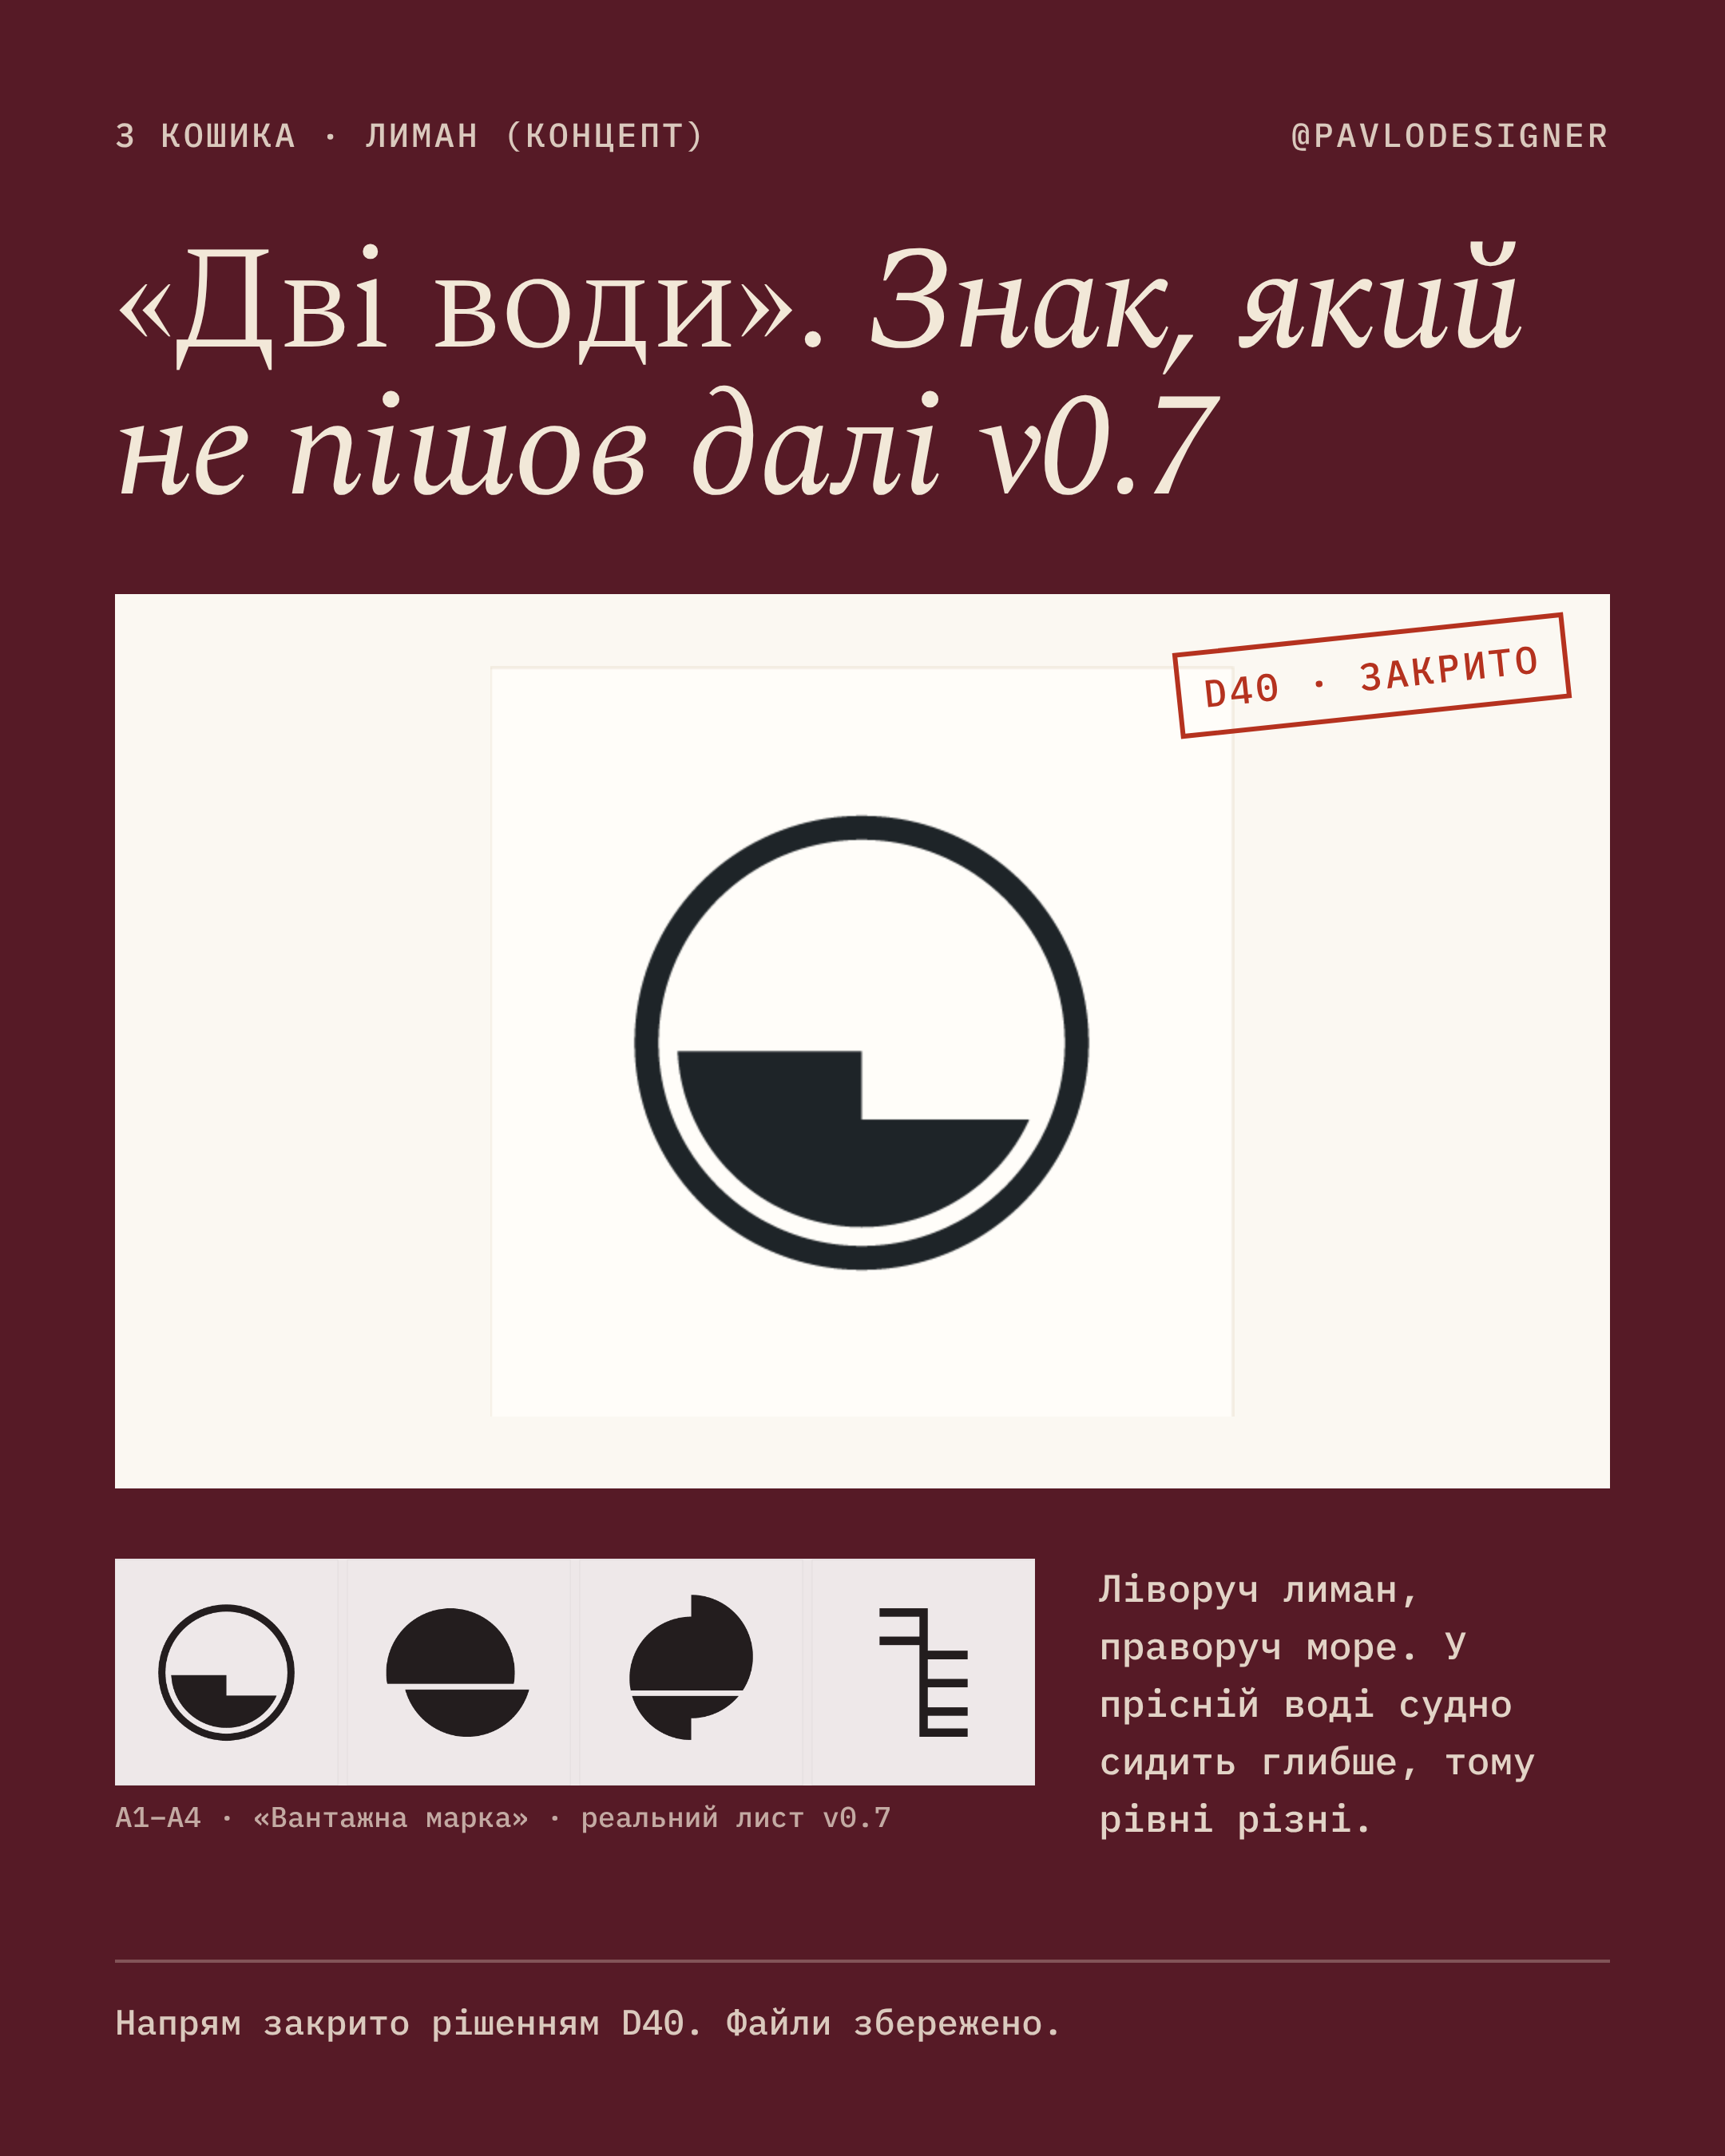 З КОШИКА · ЛИМАН (КОНЦЕПТ)
@PAVLODESIGNER
«Дві води». Знак, який
не пішов далі v0.7
D40 · ЗАКРИТО
A1–A4 · «Вантажна марка» · реальний лист v0.7
Ліворуч лиман,
праворуч море. У
прісній воді судно
сидить глибше, тому
рівні різні.
Напрям закрито рішенням D40. Файли збережено.